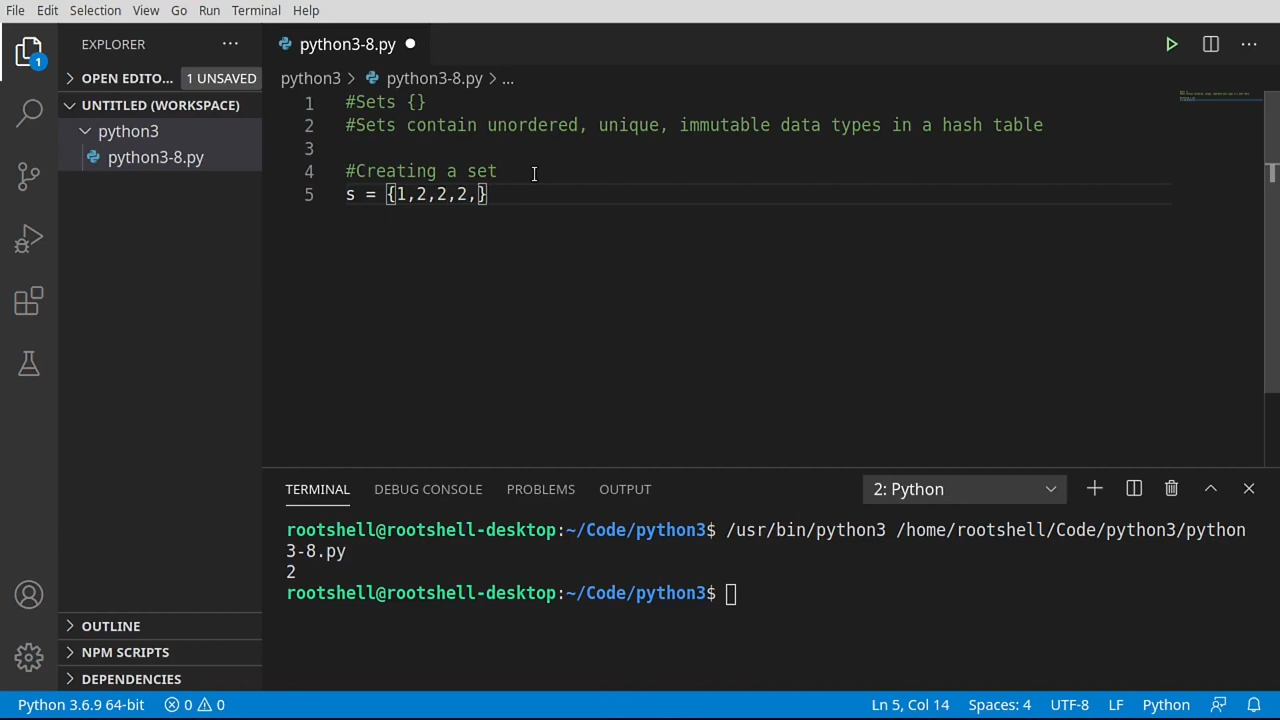 File Edit Selection View Go Run Terminal Help
EXPLORER
OPEN EDITO... 1 UNSAVED
UNTITLED (WORKSPACE)
python3
python3-8.py
OUTLINE
NPM SCRIPTS
DEPENDENCIES
1
python3-8.py
python3 > python3-8.py > ...
1 #Sets {}
2 #Sets contain unordered, unique, immutable data types in a hash table
3
4 #Creating a set
5 s = {1,2,2,2,}
TERMINAL DEBUG CONSOLE PROBLEMS OUTPUT 2: Python
rootshell@rootshell-desktop:~/Code/python3$ /usr/bin/python3 /home/rootshell/Code/python3/python
3-8.py
2
rootshell@rootshell-desktop:~/Code/python3$
Python 3.6.9 64-bit 0 0 Ln 5, Col 14 Spaces: 4 UTF-8 LF Python